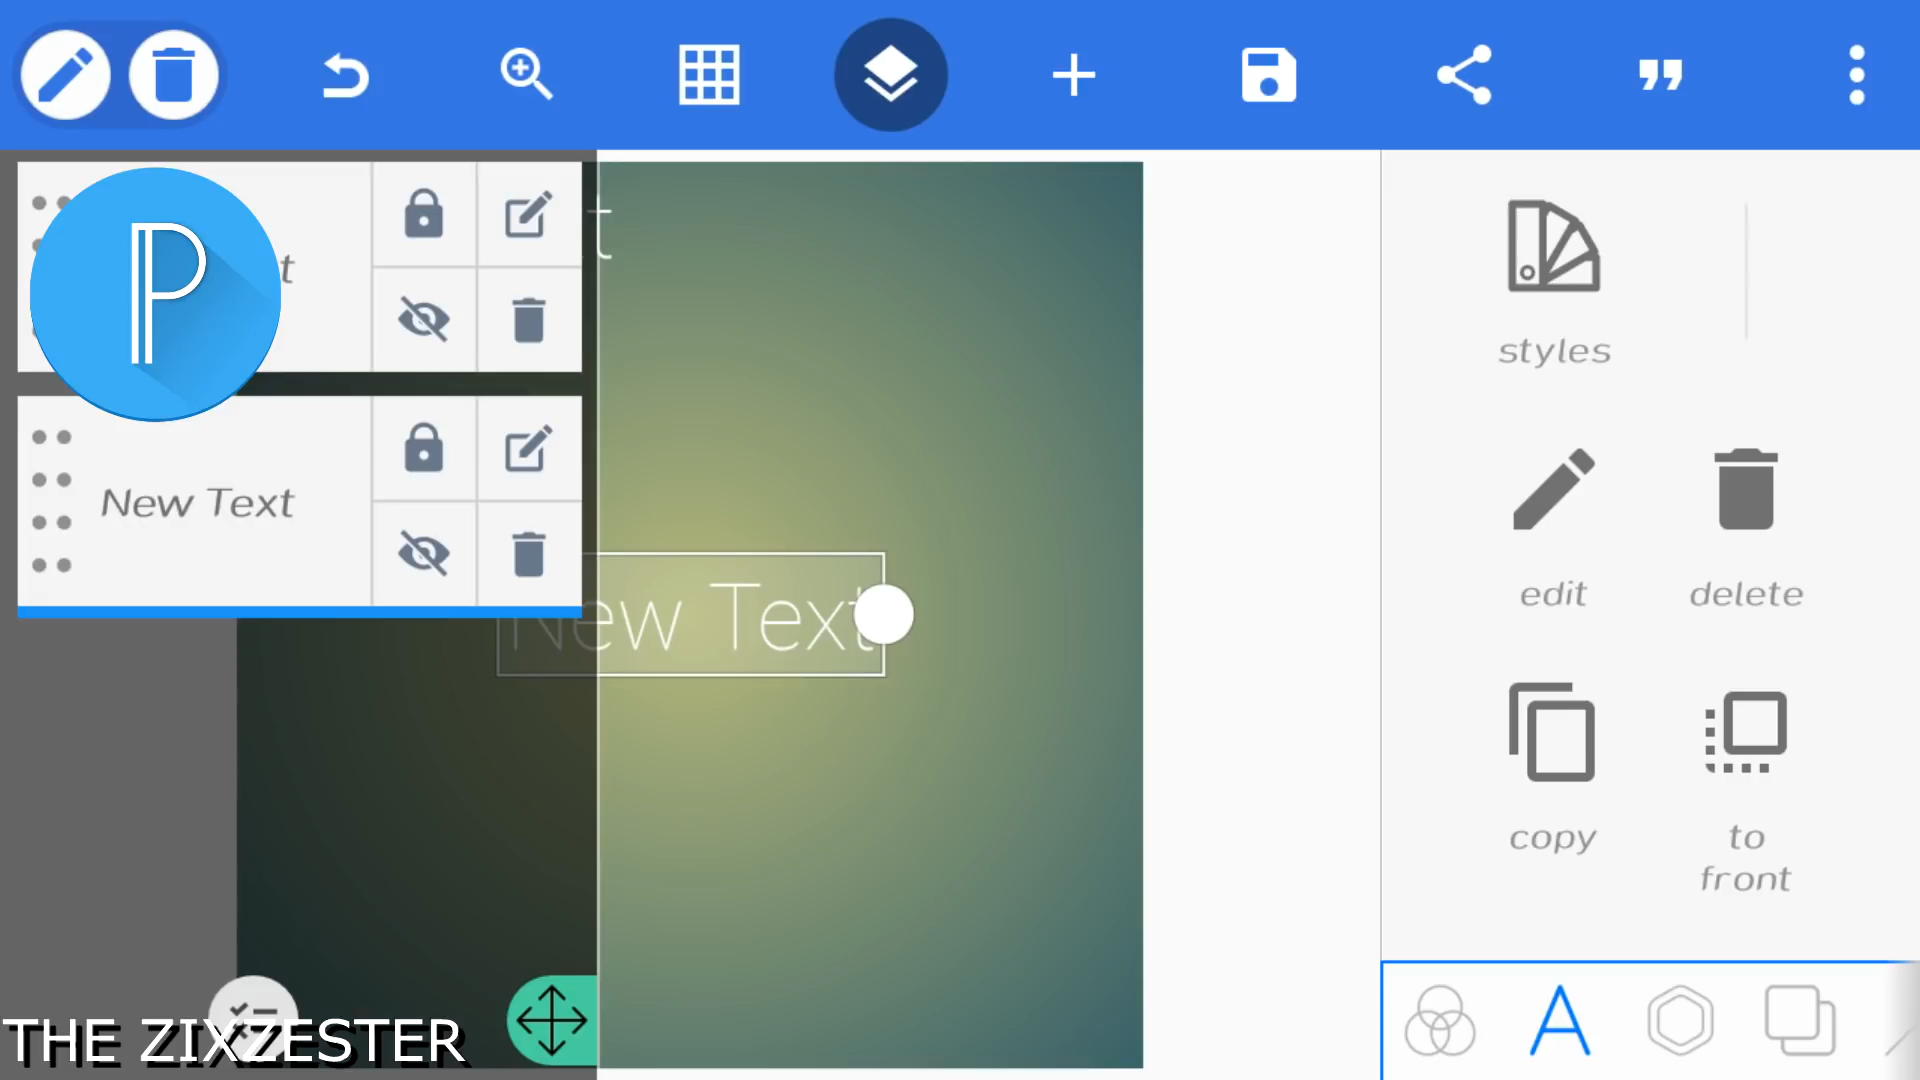 styles
New Text
New Text
edit
delete
copy
to
front
THE ZIXZESTER